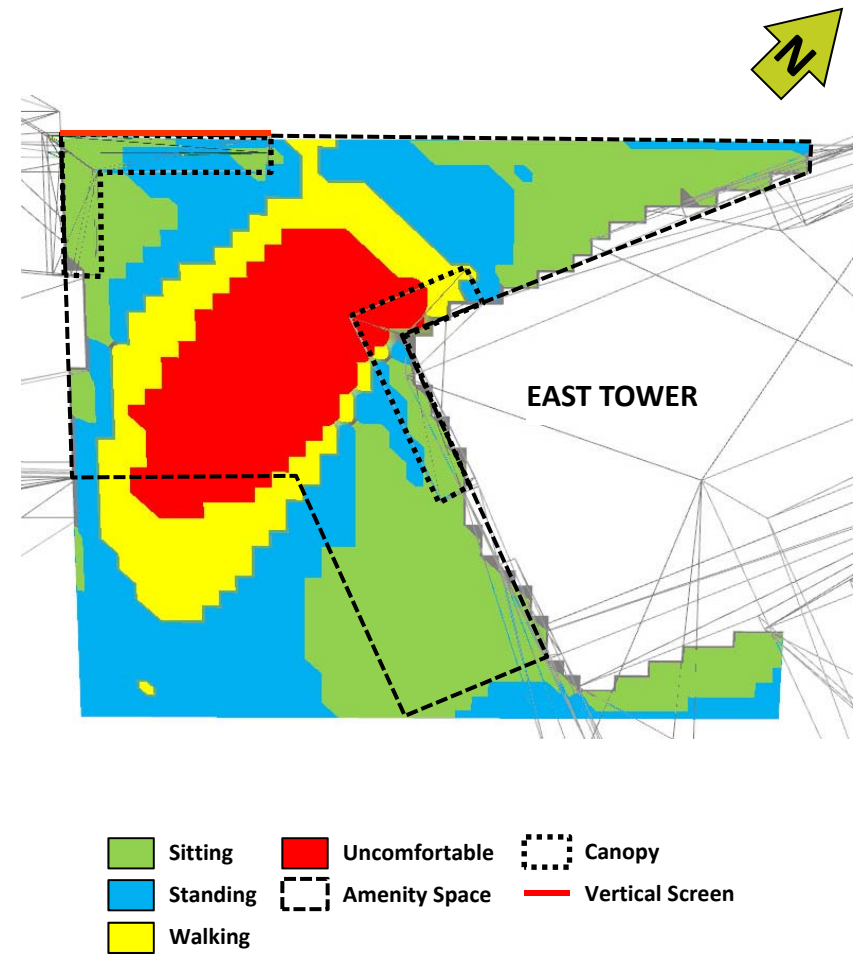 N
EAST TOWER
Sitting
Uncomfortable
Canopy
Standing
Amenity Space
Vertical Screen
Walking